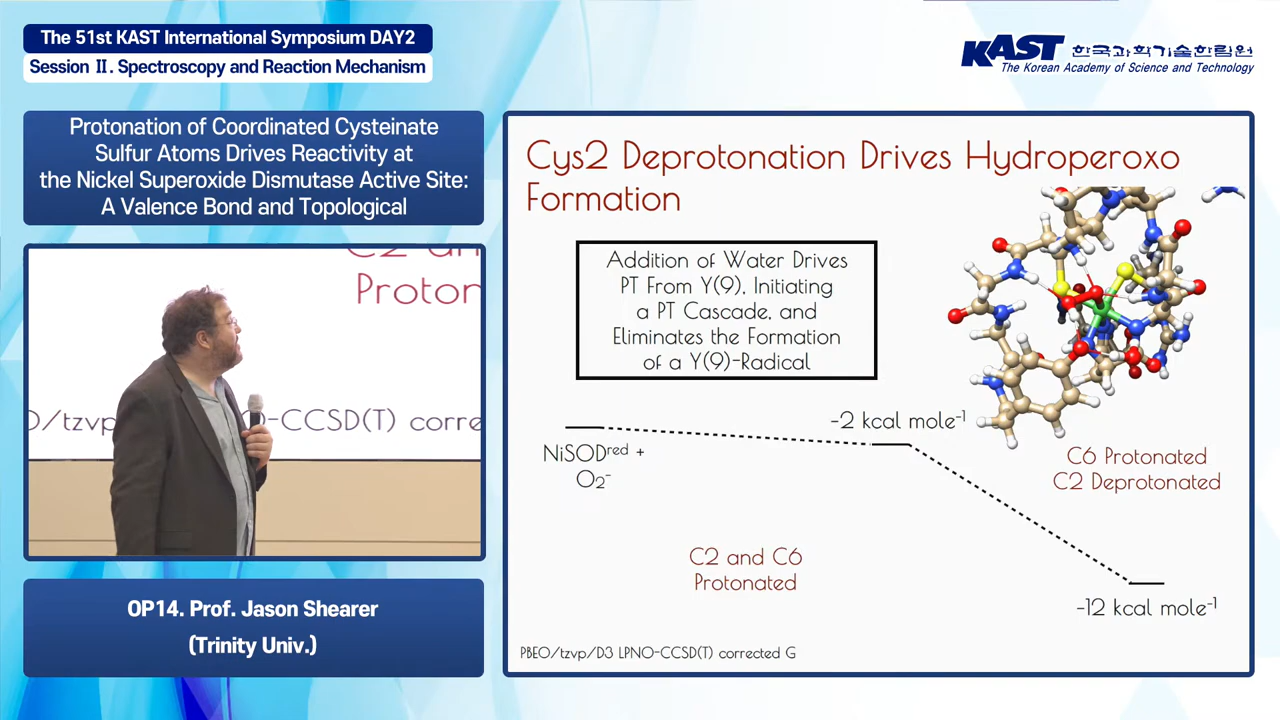 The 51st KAST International Symposium DAY2
Session Ⅱ. Spectroscopy and Reaction Mechanism
KAST 한국과학기술한림원
The Korean Academy of Science and Technology
Protonation of Coordinated Cysteinate
Sulfur Atoms Drives Reactivity at
the Nickel Superoxide Dismutase Active Site:
A Valence Bond and Topological
Proton
O/tzvp
O-CCSD(T) corre
OP14. Prof. Jason Shearer
(Trinity Univ.)
Cys2 Deprotonation Drives Hydroperoxo
Formation
Addition of Water Drives
PT From Y(9), Initiating
a PT Cascade, and
Eliminates the Formation
of a Y(9)-Radical
-2 kcal mole⁻¹
NiSODʳᵉᵈ +
O₂⁻
C6 Protonated
C2 Deprotonated
C2 and C6
Protonated
-12 kcal mole⁻¹
PBE0/tzvp/D3 LPNO-CCSD(T) corrected G